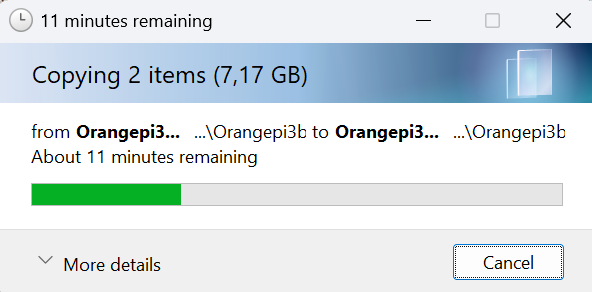 11 minutes remaining
Copying 2 items (7,17 GB)
from Orangepi3... ...\Orangepi3b to Orangepi3... ...\Orangepi3b
About 11 minutes remaining
More details
Cancel